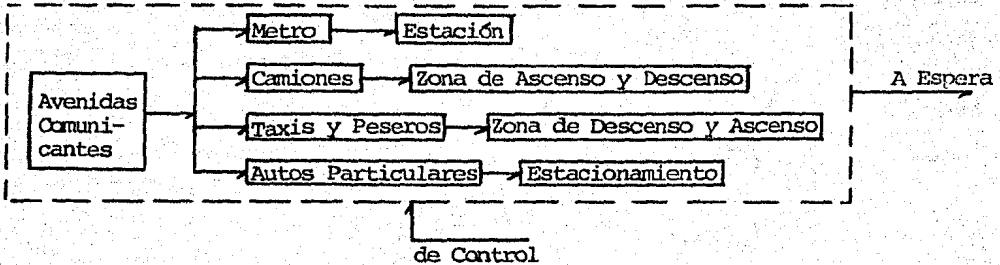 Metro Estación
Camiones Zona de Ascenso y Descenso
A Espera
Avenidas
Comuni-
cantes
Taxis y Peseros Zona de Descenso y Ascenso
Autos Particulares Estacionamiento
de Control